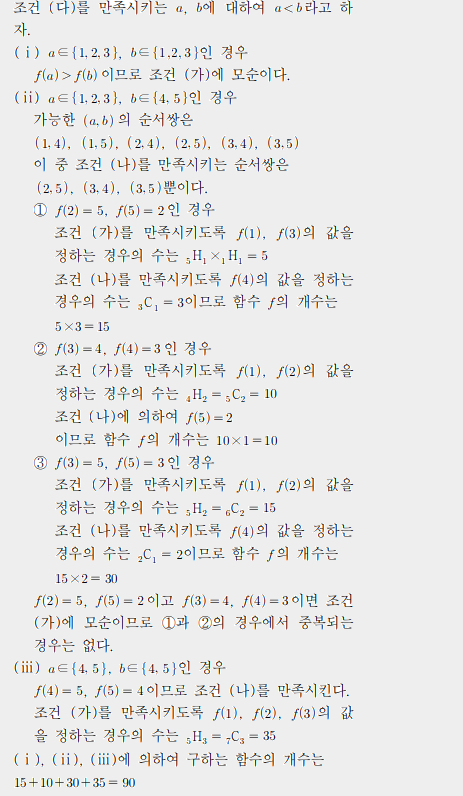 조건 (다)를 만족시키는 a, b에 대하여 a<b라고 하
자.
(ⅰ) a∈{1, 2, 3}, b∈{1, 2, 3}인 경우
f(a)>f(b)이므로 조건 (가)에 모순이다.
(ⅱ) a∈{1, 2, 3}, b∈{4, 5}인 경우
가능한 (a, b)의 순서쌍은
(1, 4), (1, 5), (2, 4), (2, 5), (3, 4), (3, 5)
이 중 조건 (나)를 만족시키는 순서쌍은
(2, 5), (3, 4), (3, 5)뿐이다.
① f(2)=5, f(5)=2인 경우
조건 (가)를 만족시키도록 f(1), f(3)의 값을
정하는 경우의 수는 ₅H₁×₁H₁=5
조건 (나)를 만족시키도록 f(4)의 값을 정하는
경우의 수는 ₃C₁=3이므로 함수 f의 개수는
5×3=15
② f(3)=4, f(4)=3인 경우
조건 (가)를 만족시키도록 f(1), f(2)의 값을
정하는 경우의 수는 ₄H₂=₅C₂=10
조건 (나)에 의하여 f(5)=2
이므로 함수 f의 개수는 10×1=10
③ f(3)=5, f(5)=3인 경우
조건 (가)를 만족시키도록 f(1), f(2)의 값을
정하는 경우의 수는 ₅H₂=₆C₂=15
조건 (나)를 만족시키도록 f(4)의 값을 정하는
경우의 수는 ₂C₁=2이므로 함수 f의 개수는
15×2=30
f(2)=5, f(5)=2이고 f(3)=4, f(4)=3이면 조건
(가)에 모순이므로 ①과 ②의 경우에서 중복되는
경우는 없다.
(ⅲ) a∈{4, 5}, b∈{4, 5}인 경우
f(4)=5, f(5)=4이므로 조건 (나)를 만족시킨다.
조건 (가)를 만족시키도록 f(1), f(2), f(3)의 값
을 정하는 경우의 수는 ₅H₃=₇C₃=35
(ⅰ), (ⅱ), (ⅲ)에 의하여 구하는 함수의 개수는
15+10+30+35=90